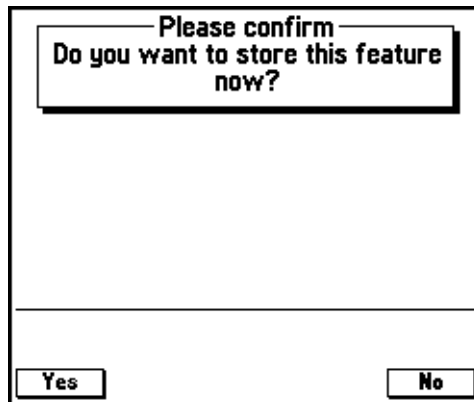 Please confirm
Do you want to store this feature
now?
Yes
No